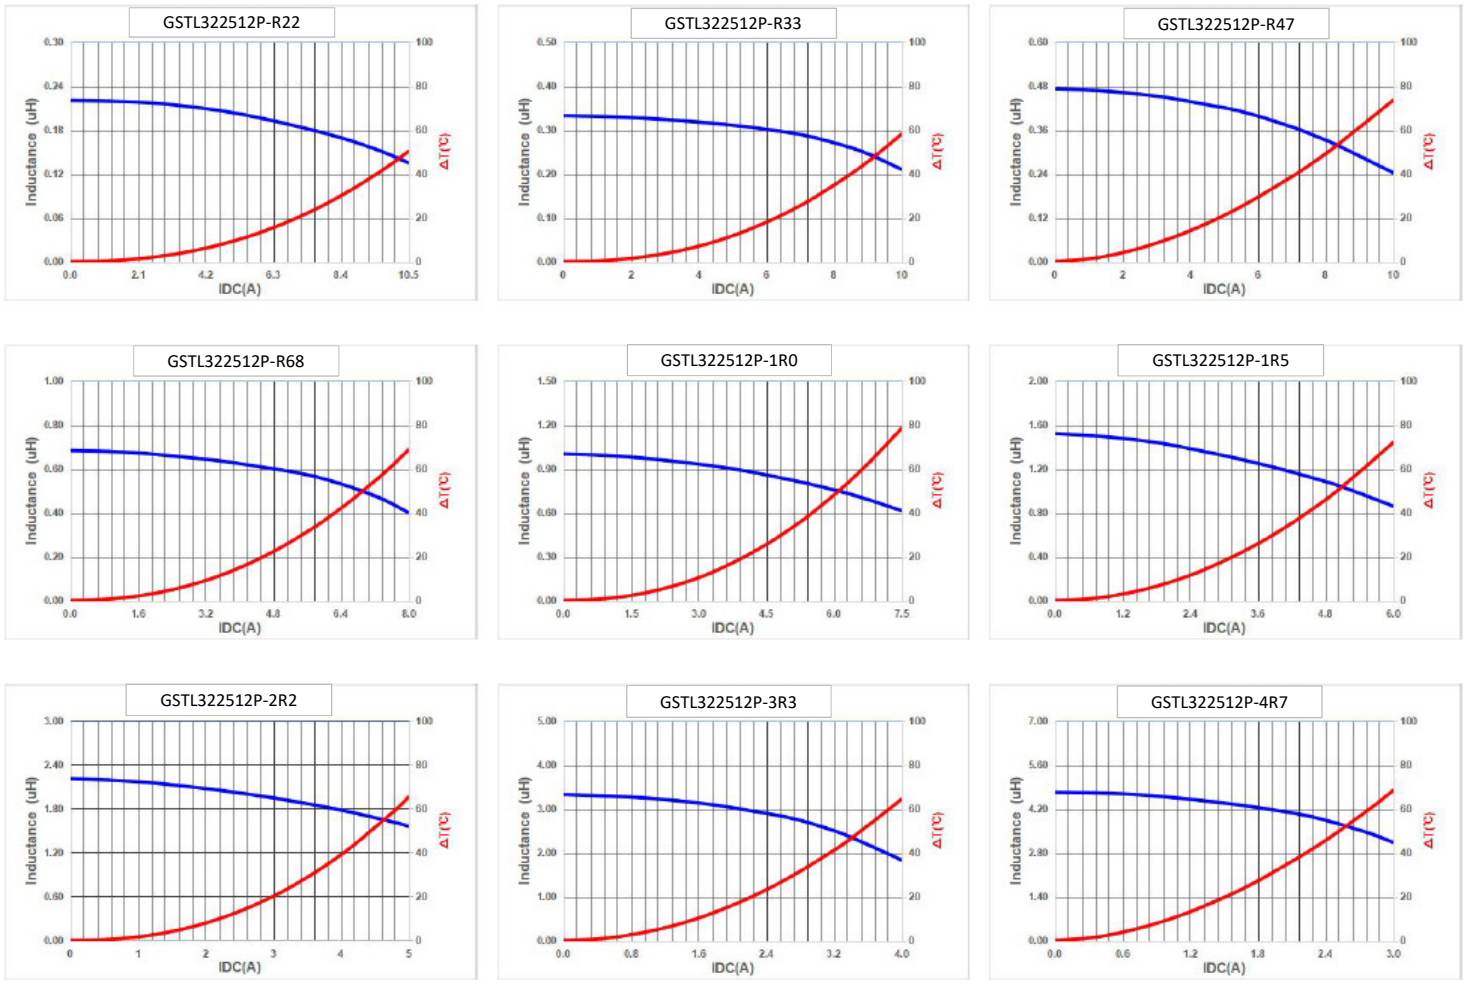 GSTL322512P-R22
0.30
0.24
0.18
0.12
0.06
0.00
100
80
60
40
20
0
0.0 2.1 4.2 6.3 8.4 10.5
Inductance (uH)
ΔT(℃)
IDC(A)
GSTL322512P-R33
0.50
0.40
0.30
0.20
0.10
0.00
100
80
60
40
20
0
0 2 4 6 8 10
Inductance (uH)
ΔT(℃)
IDC(A)
GSTL322512P-R47
0.60
0.48
0.36
0.24
0.12
0.00
100
80
60
40
20
0
0 2 4 6 8 10
Inductance (uH)
ΔT(℃)
IDC(A)
GSTL322512P-R68
1.00
0.80
0.60
0.40
0.20
0.00
100
80
60
40
20
0
0.0 1.6 3.2 4.8 6.4 8.0
Inductance (uH)
ΔT(℃)
IDC(A)
GSTL322512P-1R0
1.50
1.20
0.90
0.60
0.30
0.00
100
80
60
40
20
0
0.0 1.5 3.0 4.5 6.0 7.5
Inductance (uH)
ΔT(℃)
IDC(A)
GSTL322512P-1R5
2.00
1.60
1.20
0.80
0.40
0.00
100
80
60
40
20
0
0.0 1.2 2.4 3.6 4.8 6.0
Inductance (uH)
ΔT(℃)
IDC(A)
GSTL322512P-2R2
3.00
2.40
1.80
1.20
0.60
0.00
100
80
60
40
20
0
0 1 2 3 4 5
Inductance (uH)
ΔT(℃)
IDC(A)
GSTL322512P-3R3
5.00
4.00
3.00
2.00
1.00
0.00
100
80
60
40
20
0
0.0 0.8 1.6 2.4 3.2 4.0
Inductance (uH)
ΔT(℃)
IDC(A)
GSTL322512P-4R7
7.00
5.60
4.20
2.80
1.40
0.00
100
80
60
40
20
0
0.0 0.6 1.2 1.8 2.4 3.0
Inductance (uH)
ΔT(℃)
IDC(A)